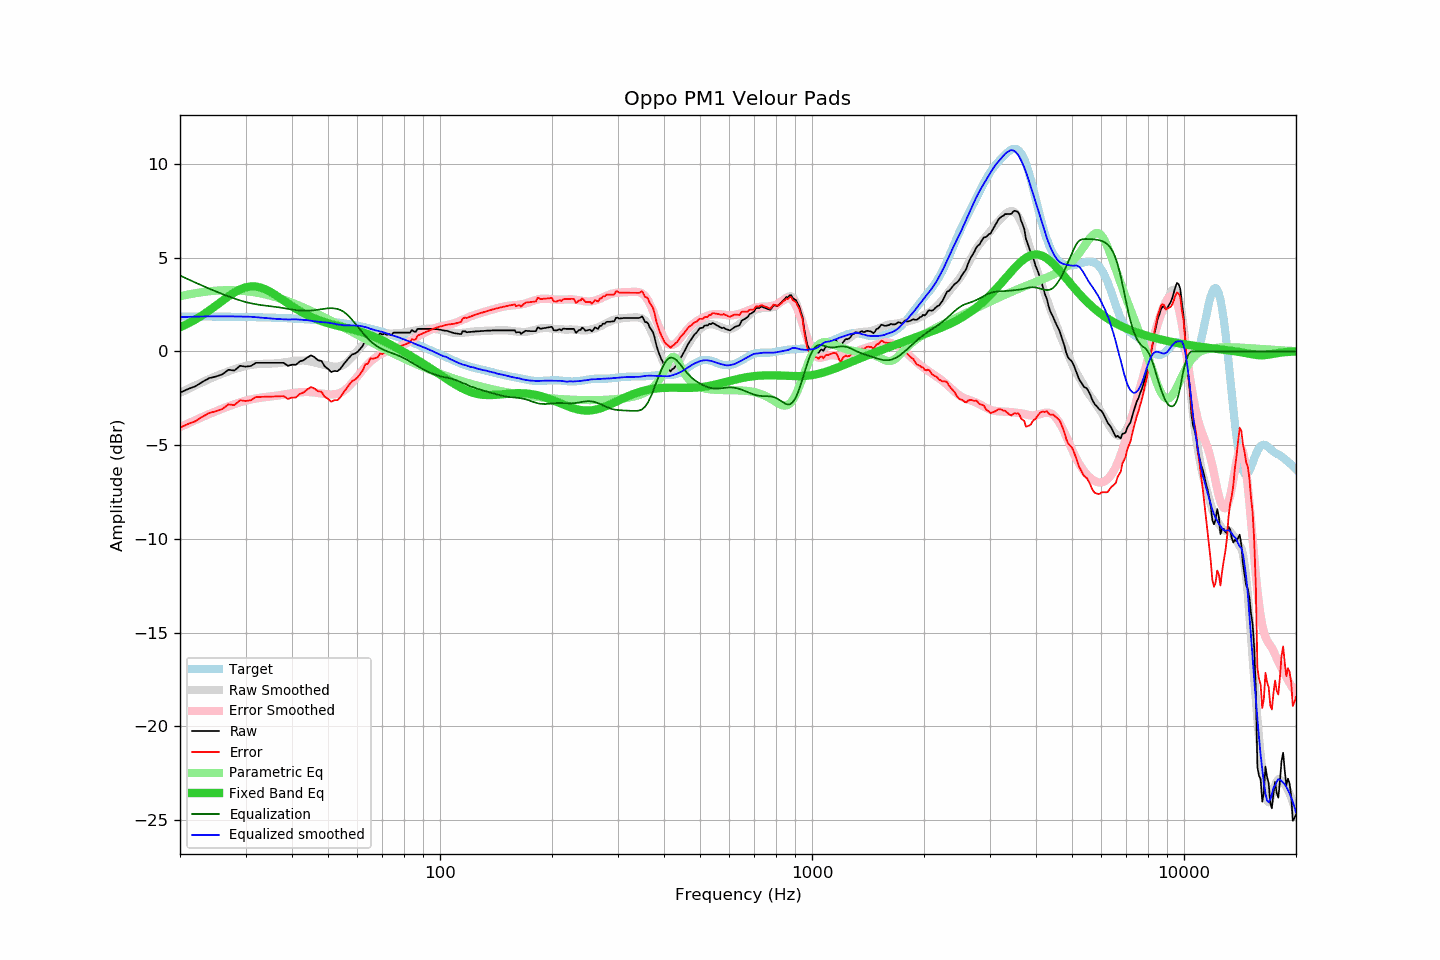 Oppo PM1 Velour Pads
Amplitude (dBr)
10
5
0
−5
−10
−15
−20
−25
Target
Raw Smoothed
Error Smoothed
Raw
Error
Parametric Eq
Fixed Band Eq
Equalization
Equalized smoothed
100
1000
10000
Frequency (Hz)